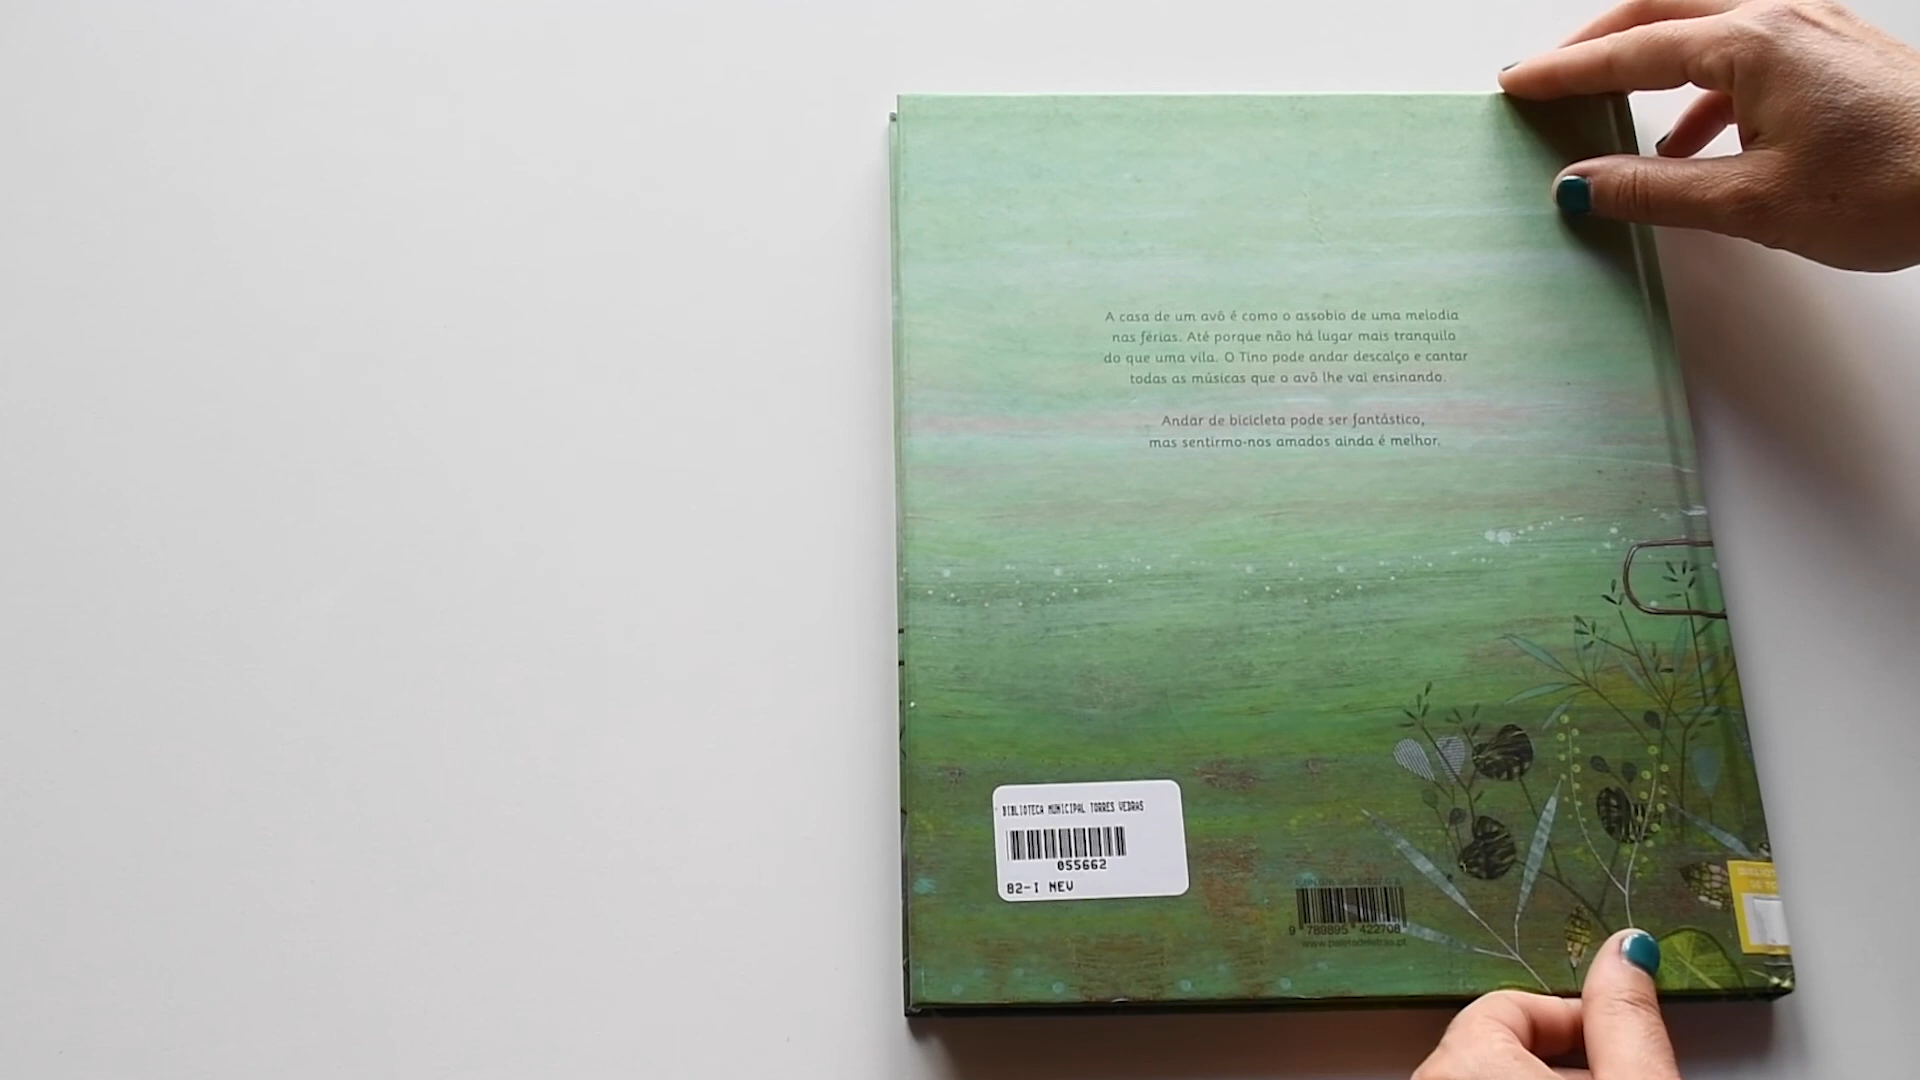 A casa de um avô é como o assobio de uma melodia
nas férias. Até porque não há lugar mais tranquilo
do que uma vila. O Tino pode andar descalço e cantar
todas as músicas que o avô lhe vai ensinando.
Andar de bicicleta pode ser fantástico,
mas sentirmo-nos amados ainda é melhor.
BIBLIOTECA MUNICIPAL TORRES VEDRAS
055662
82-I NEV
9 789895 422708
www.paletadeletras.pt